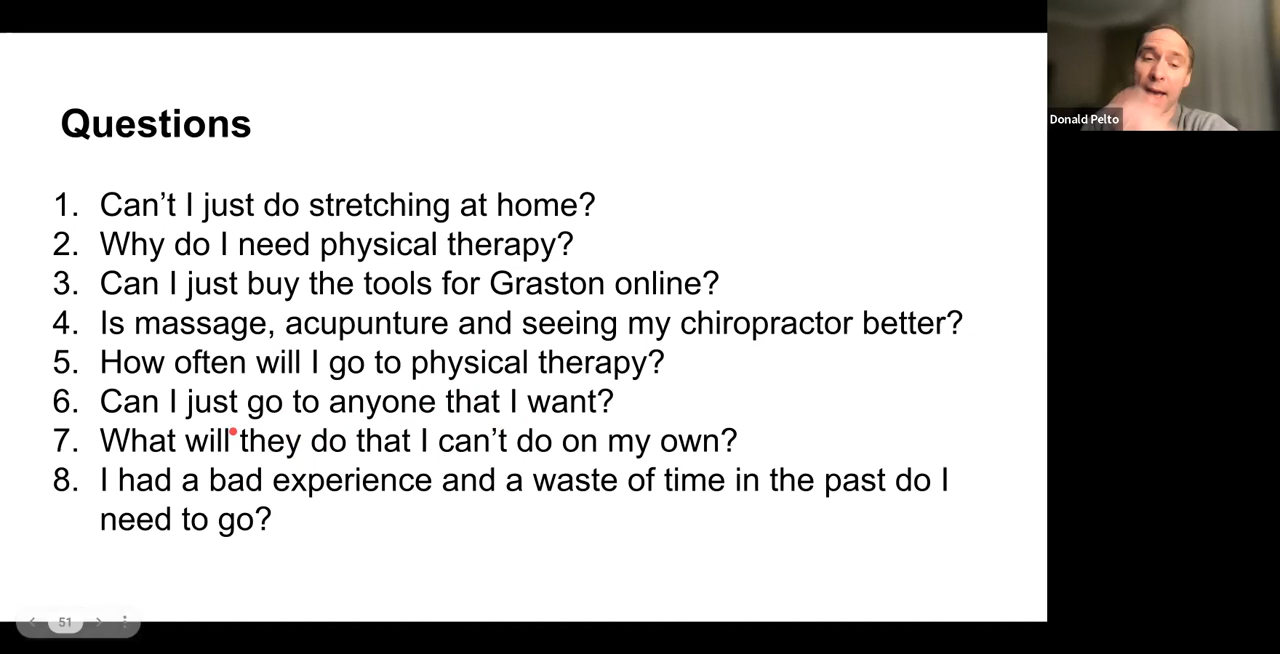 Questions
1. Can’t I just do stretching at home?
2. Why do I need physical therapy?
3. Can I just buy the tools for Graston online?
4. Is massage, acupunture and seeing my chiropractor better?
5. How often will I go to physical therapy?
6. Can I just go to anyone that I want?
7. What will they do that I can’t do on my own?
8. I had a bad experience and a waste of time in the past do I
need to go?
Donald Pelto
51